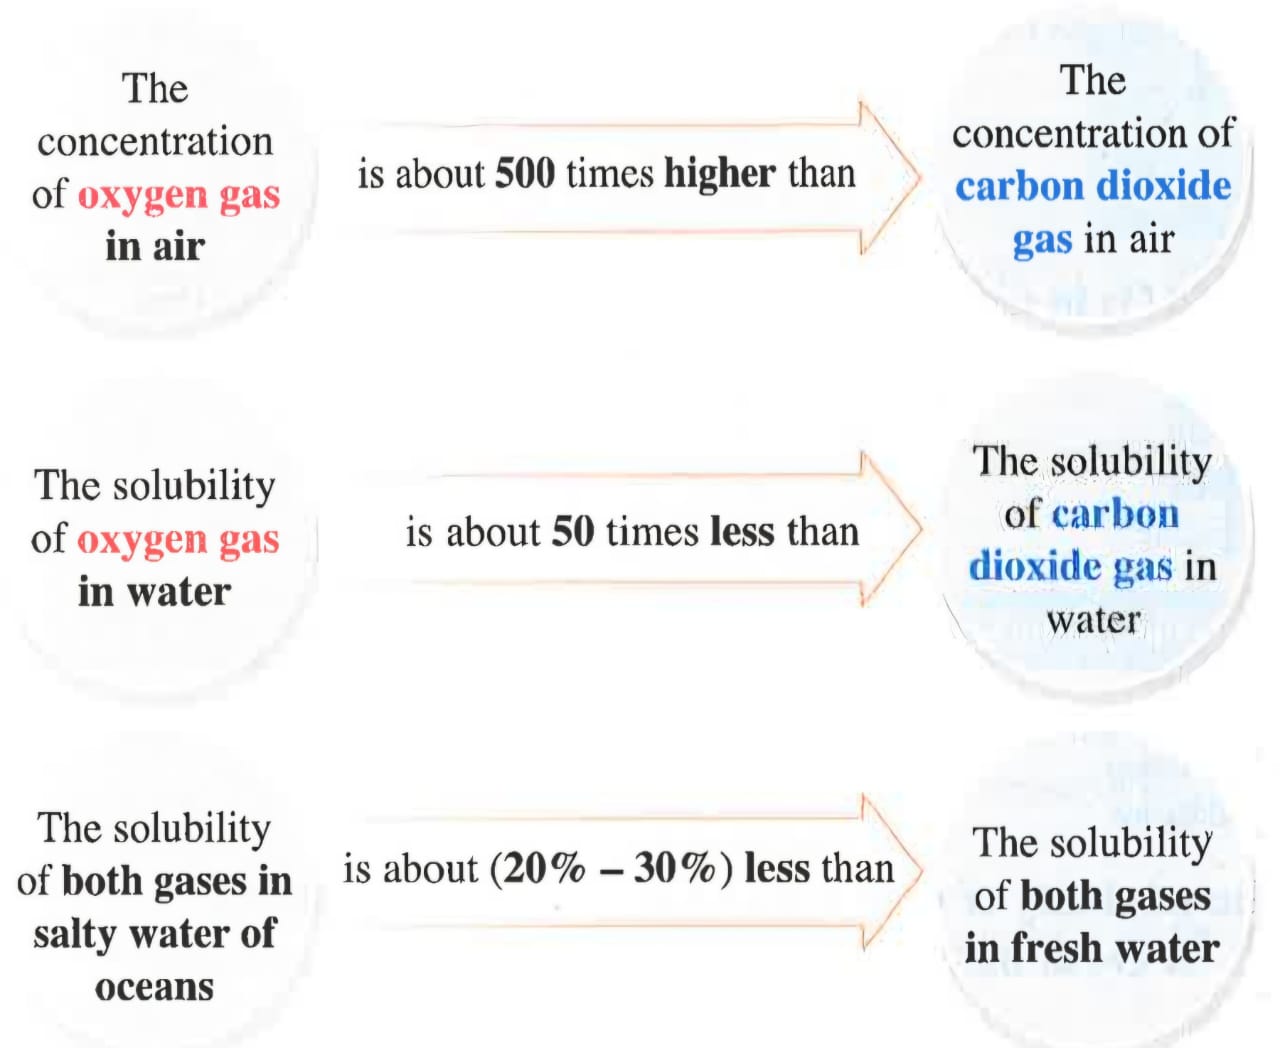 The
concentration
of oxygen gas
in air
is about 500 times higher than
The
concentration of
carbon dioxide
gas in air
The solubility
of oxygen gas
in water
is about 50 times less than
The solubility
of carbon
dioxide gas in
water
The solubility
of both gases in
salty water of
oceans
is about (20% – 30%) less than
The solubility
of both gases
in fresh water